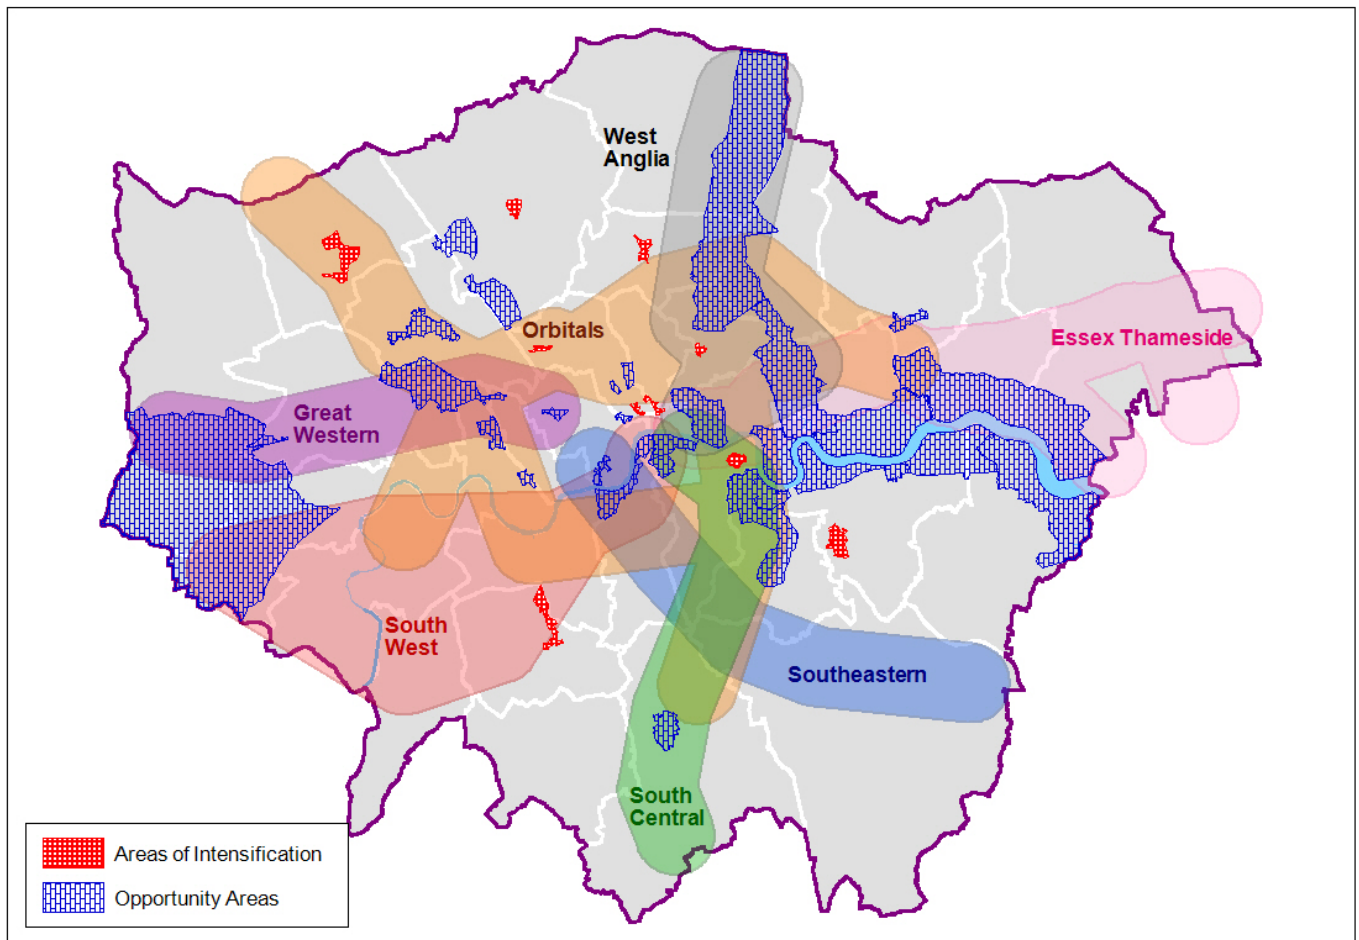 West
Anglia
Orbitals
Essex Thameside
Great
Western
South
West
Southeastern
South
Central
Areas of Intensification
Opportunity Areas